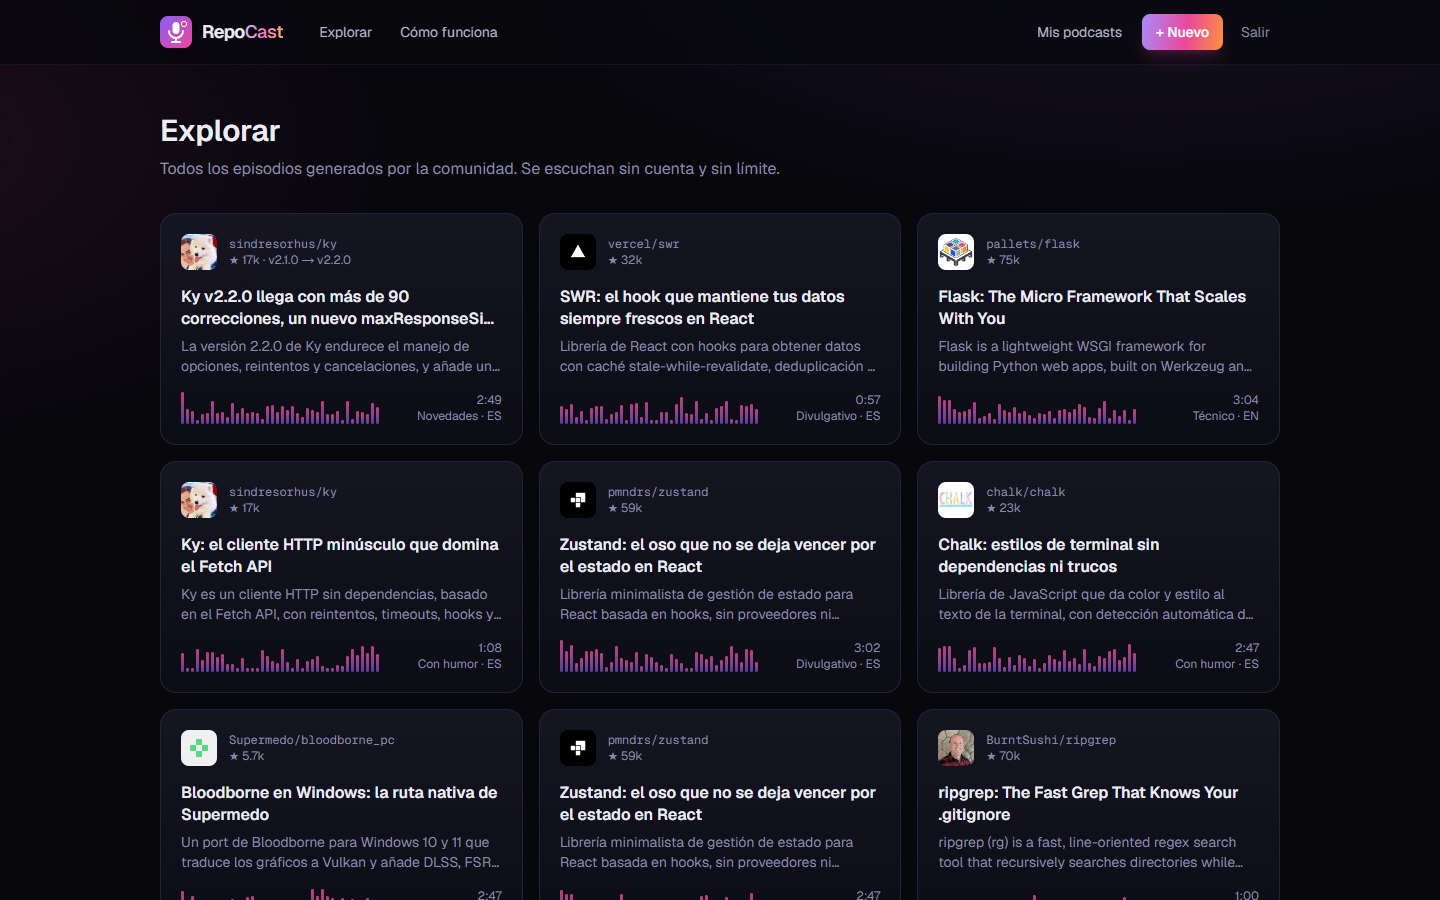 RepoCast
Explorar
Cómo funciona
Mis podcasts
+ Nuevo
Salir
Explorar
Todos los episodios generados por la comunidad. Se escuchan sin cuenta y sin límite.
sindresorhus/ky
★ 17k · v2.1.0 → v2.2.0
Ky v2.2.0 llega con más de 90
correcciones, un nuevo maxResponseSi...
La versión 2.2.0 de Ky endurece el manejo de
opciones, reintentos y cancelaciones, y añade un...
2:49
Novedades · ES
vercel/swr
★ 32k
SWR: el hook que mantiene tus datos
siempre frescos en React
Librería de React con hooks para obtener datos
con caché stale-while-revalidate, deduplicación ...
0:57
Divulgativo · ES
pallets/flask
★ 75k
Flask: The Micro Framework That Scales
With You
Flask is a lightweight WSGI framework for
building Python web apps, built on Werkzeug an...
3:04
Técnico · EN
sindresorhus/ky
★ 17k
Ky: el cliente HTTP minúsculo que domina
el Fetch API
Ky es un cliente HTTP sin dependencias, basado
en el Fetch API, con reintentos, timeouts, hooks y...
1:08
Con humor · ES
pmndrs/zustand
★ 59k
Zustand: el oso que no se deja vencer por
el estado en React
Librería minimalista de gestión de estado para
React basada en hooks, sin proveedores ni...
3:02
Divulgativo · ES
CHALK
chalk/chalk
★ 23k
Chalk: estilos de terminal sin
dependencias ni trucos
Librería de JavaScript que da color y estilo al
texto de la terminal, con detección automática d...
2:47
Con humor · ES
Supermedo/bloodborne_pc
★ 5.7k
Bloodborne en Windows: la ruta nativa de
Supermedo
Un port de Bloodborne para Windows 10 y 11 que
traduce los gráficos a Vulkan y añade DLSS, FSR...
2:47
pmndrs/zustand
★ 59k
Zustand: el oso que no se deja vencer por
el estado en React
Librería minimalista de gestión de estado para
React basada en hooks, sin proveedores ni...
2:47
BurntSushi/ripgrep
★ 70k
ripgrep: The Fast Grep That Knows Your
.gitignore
ripgrep (rg) is a fast, line-oriented regex search
tool that recursively searches directories while...
1:00